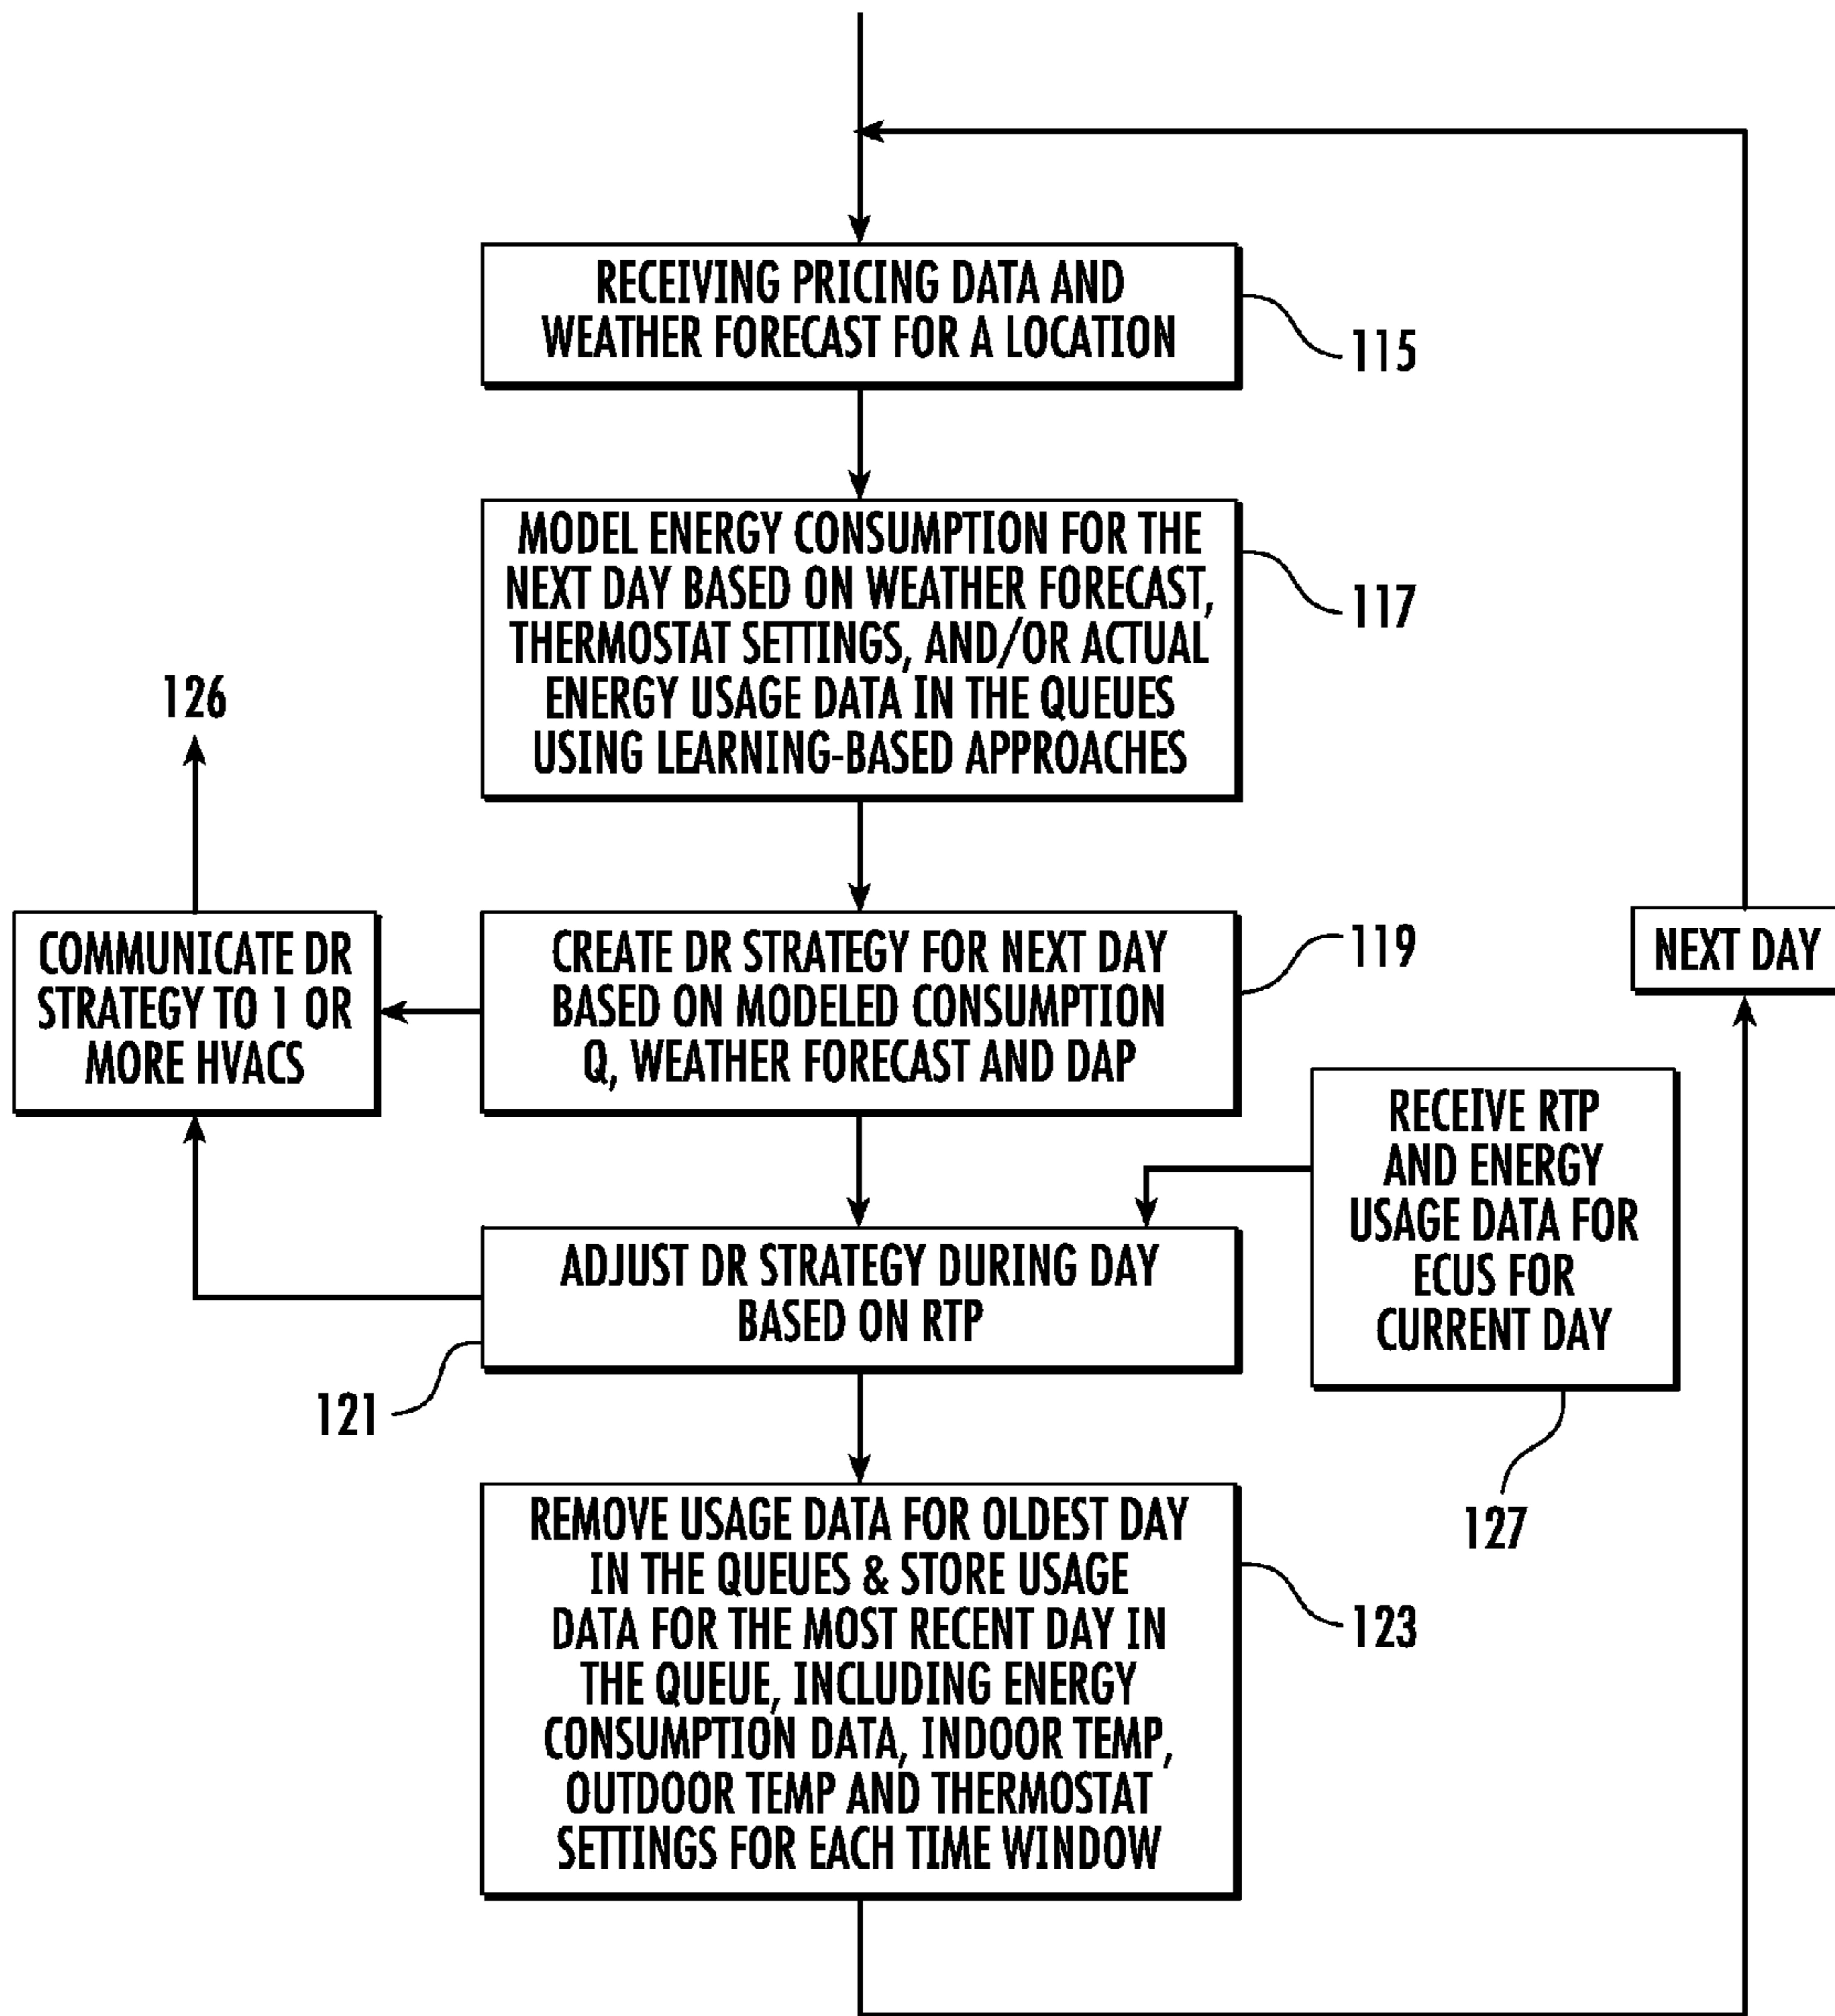 RECEIVING PRICING DATA AND
WEATHER FORECAST FOR A LOCATION
115
MODEL ENERGY CONSUMPTION FOR THE
NEXT DAY BASED ON WEATHER FORECAST,
THERMOSTAT SETTINGS, AND/OR ACTUAL
ENERGY USAGE DATA IN THE QUEUES
USING LEARNING-BASED APPROACHES
117
126
COMMUNICATE DR
STRATEGY TO 1 OR
MORE HVACS
CREATE DR STRATEGY FOR NEXT DAY
BASED ON MODELED CONSUMPTION
Q, WEATHER FORECAST AND DAP
119
NEXT DAY
RECEIVE RTP
AND ENERGY
USAGE DATA FOR
ECUS FOR
CURRENT DAY
127
ADJUST DR STRATEGY DURING DAY
BASED ON RTP
121
REMOVE USAGE DATA FOR OLDEST DAY
IN THE QUEUES & STORE USAGE
DATA FOR THE MOST RECENT DAY IN
THE QUEUE, INCLUDING ENERGY
CONSUMPTION DATA, INDOOR TEMP,
OUTDOOR TEMP AND THERMOSTAT
SETTINGS FOR EACH TIME WINDOW
123